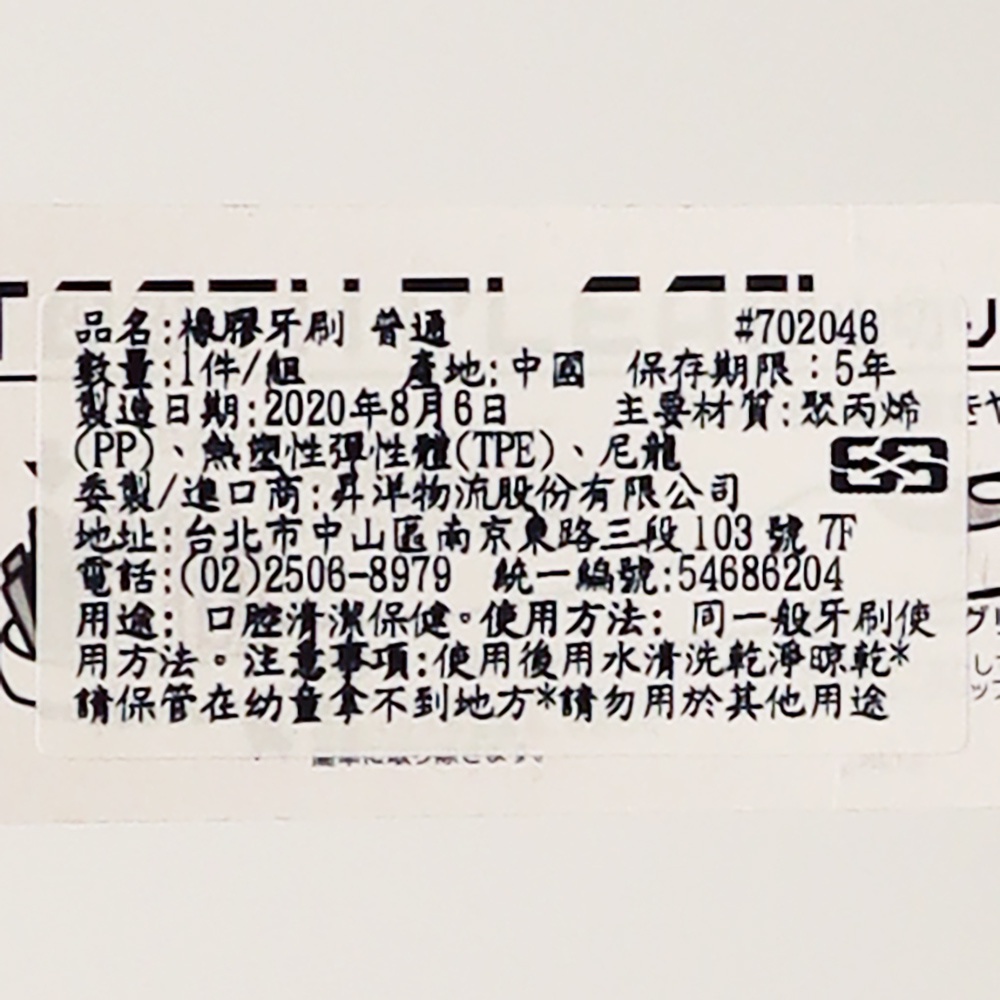 品名:橡膠牙刷 普通 #702046
數量:1件/組 產地:中國 保存期限:5年
製造日期:2020年8月6日 主要材質:聚丙烯
(PP)、熱塑性彈性體(TPE)、尼龍
委製/進口商:昇洋物流股份有限公司
地址:台北市中山區南京東路三段103號7F
電話:(02)2506-8979 統一編號:54686204
用途: 口腔清潔保健。使用方法: 同一般牙刷使
用方法。注意事項:使用後用水清洗乾淨晾乾*
請保管在幼童拿不到地方*請勿用於其他用途